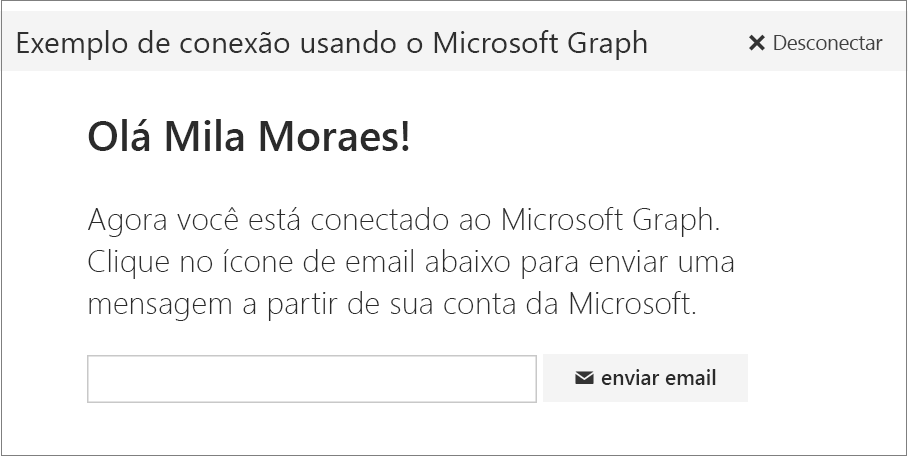 Exemplo de conexão usando o Microsoft Graph
Desconectar
Olá Mila Moraes!
Agora você está conectado ao Microsoft Graph.
Clique no ícone de email abaixo para enviar uma
mensagem a partir de sua conta da Microsoft.
enviar email